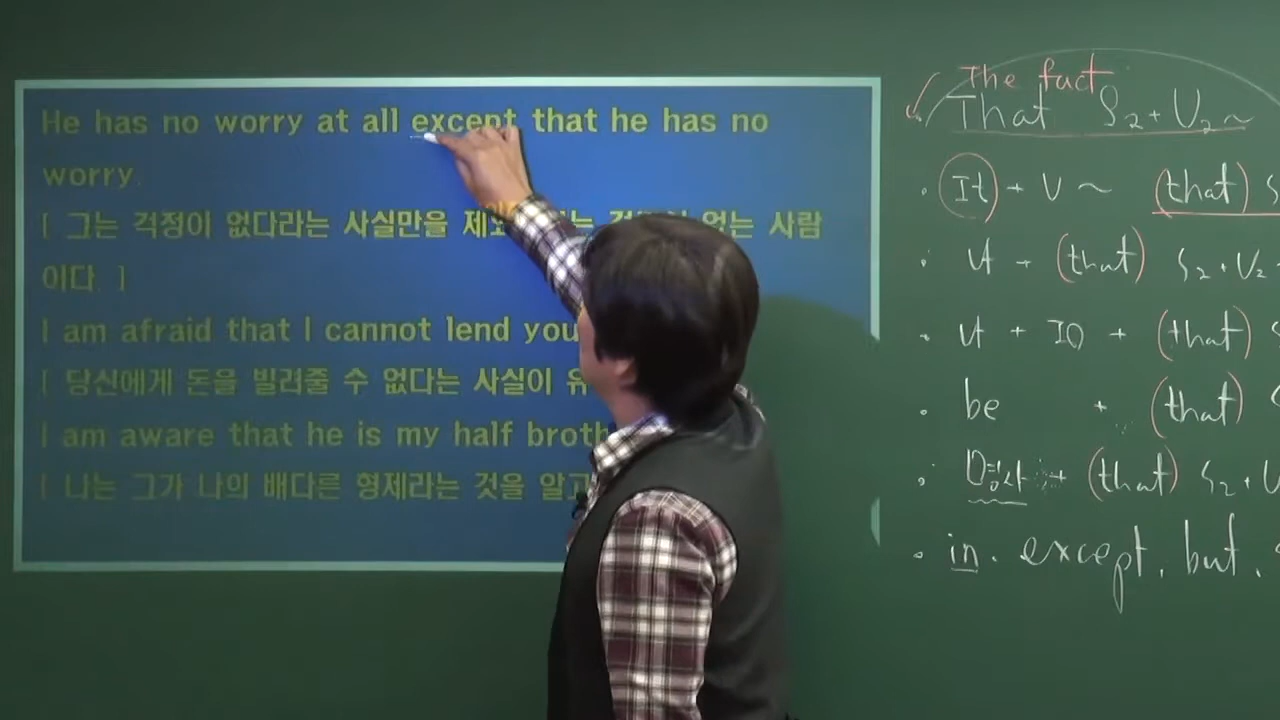 He has no worry at all except that he has no
worry.
[ 그는 걱정이 없다라는 사실만을 제외 없는 사람
이다. ]
I am afraid that I cannot lend you
[ 당신에게 돈을 빌려줄 수 없다는 사실이 유
I am aware that he is my half broth
[ 나는 그가 나의 배다른 형제라는 것을 알고
The fact
That S₂ + V₂ ~
· It + V ~ (that) S
· vt + (that) S₂ + V₂
· vt + IO + (that) S
· be + (that) S
· 명사 + (that) S₂ + V
· in. except. but.